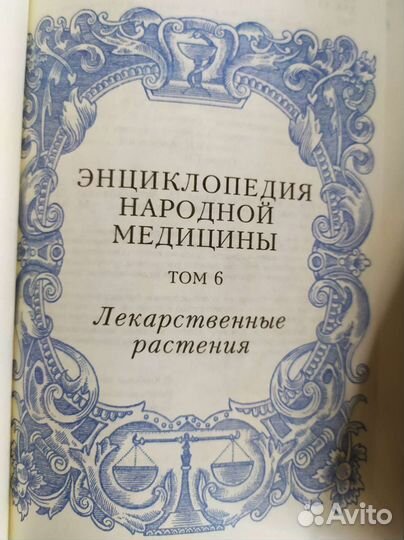 ЭНЦИКЛОПЕДИЯ
НАРОДНОЙ
МЕДИЦИНЫ
ТОМ 6
Лекарственные
растения
Avito